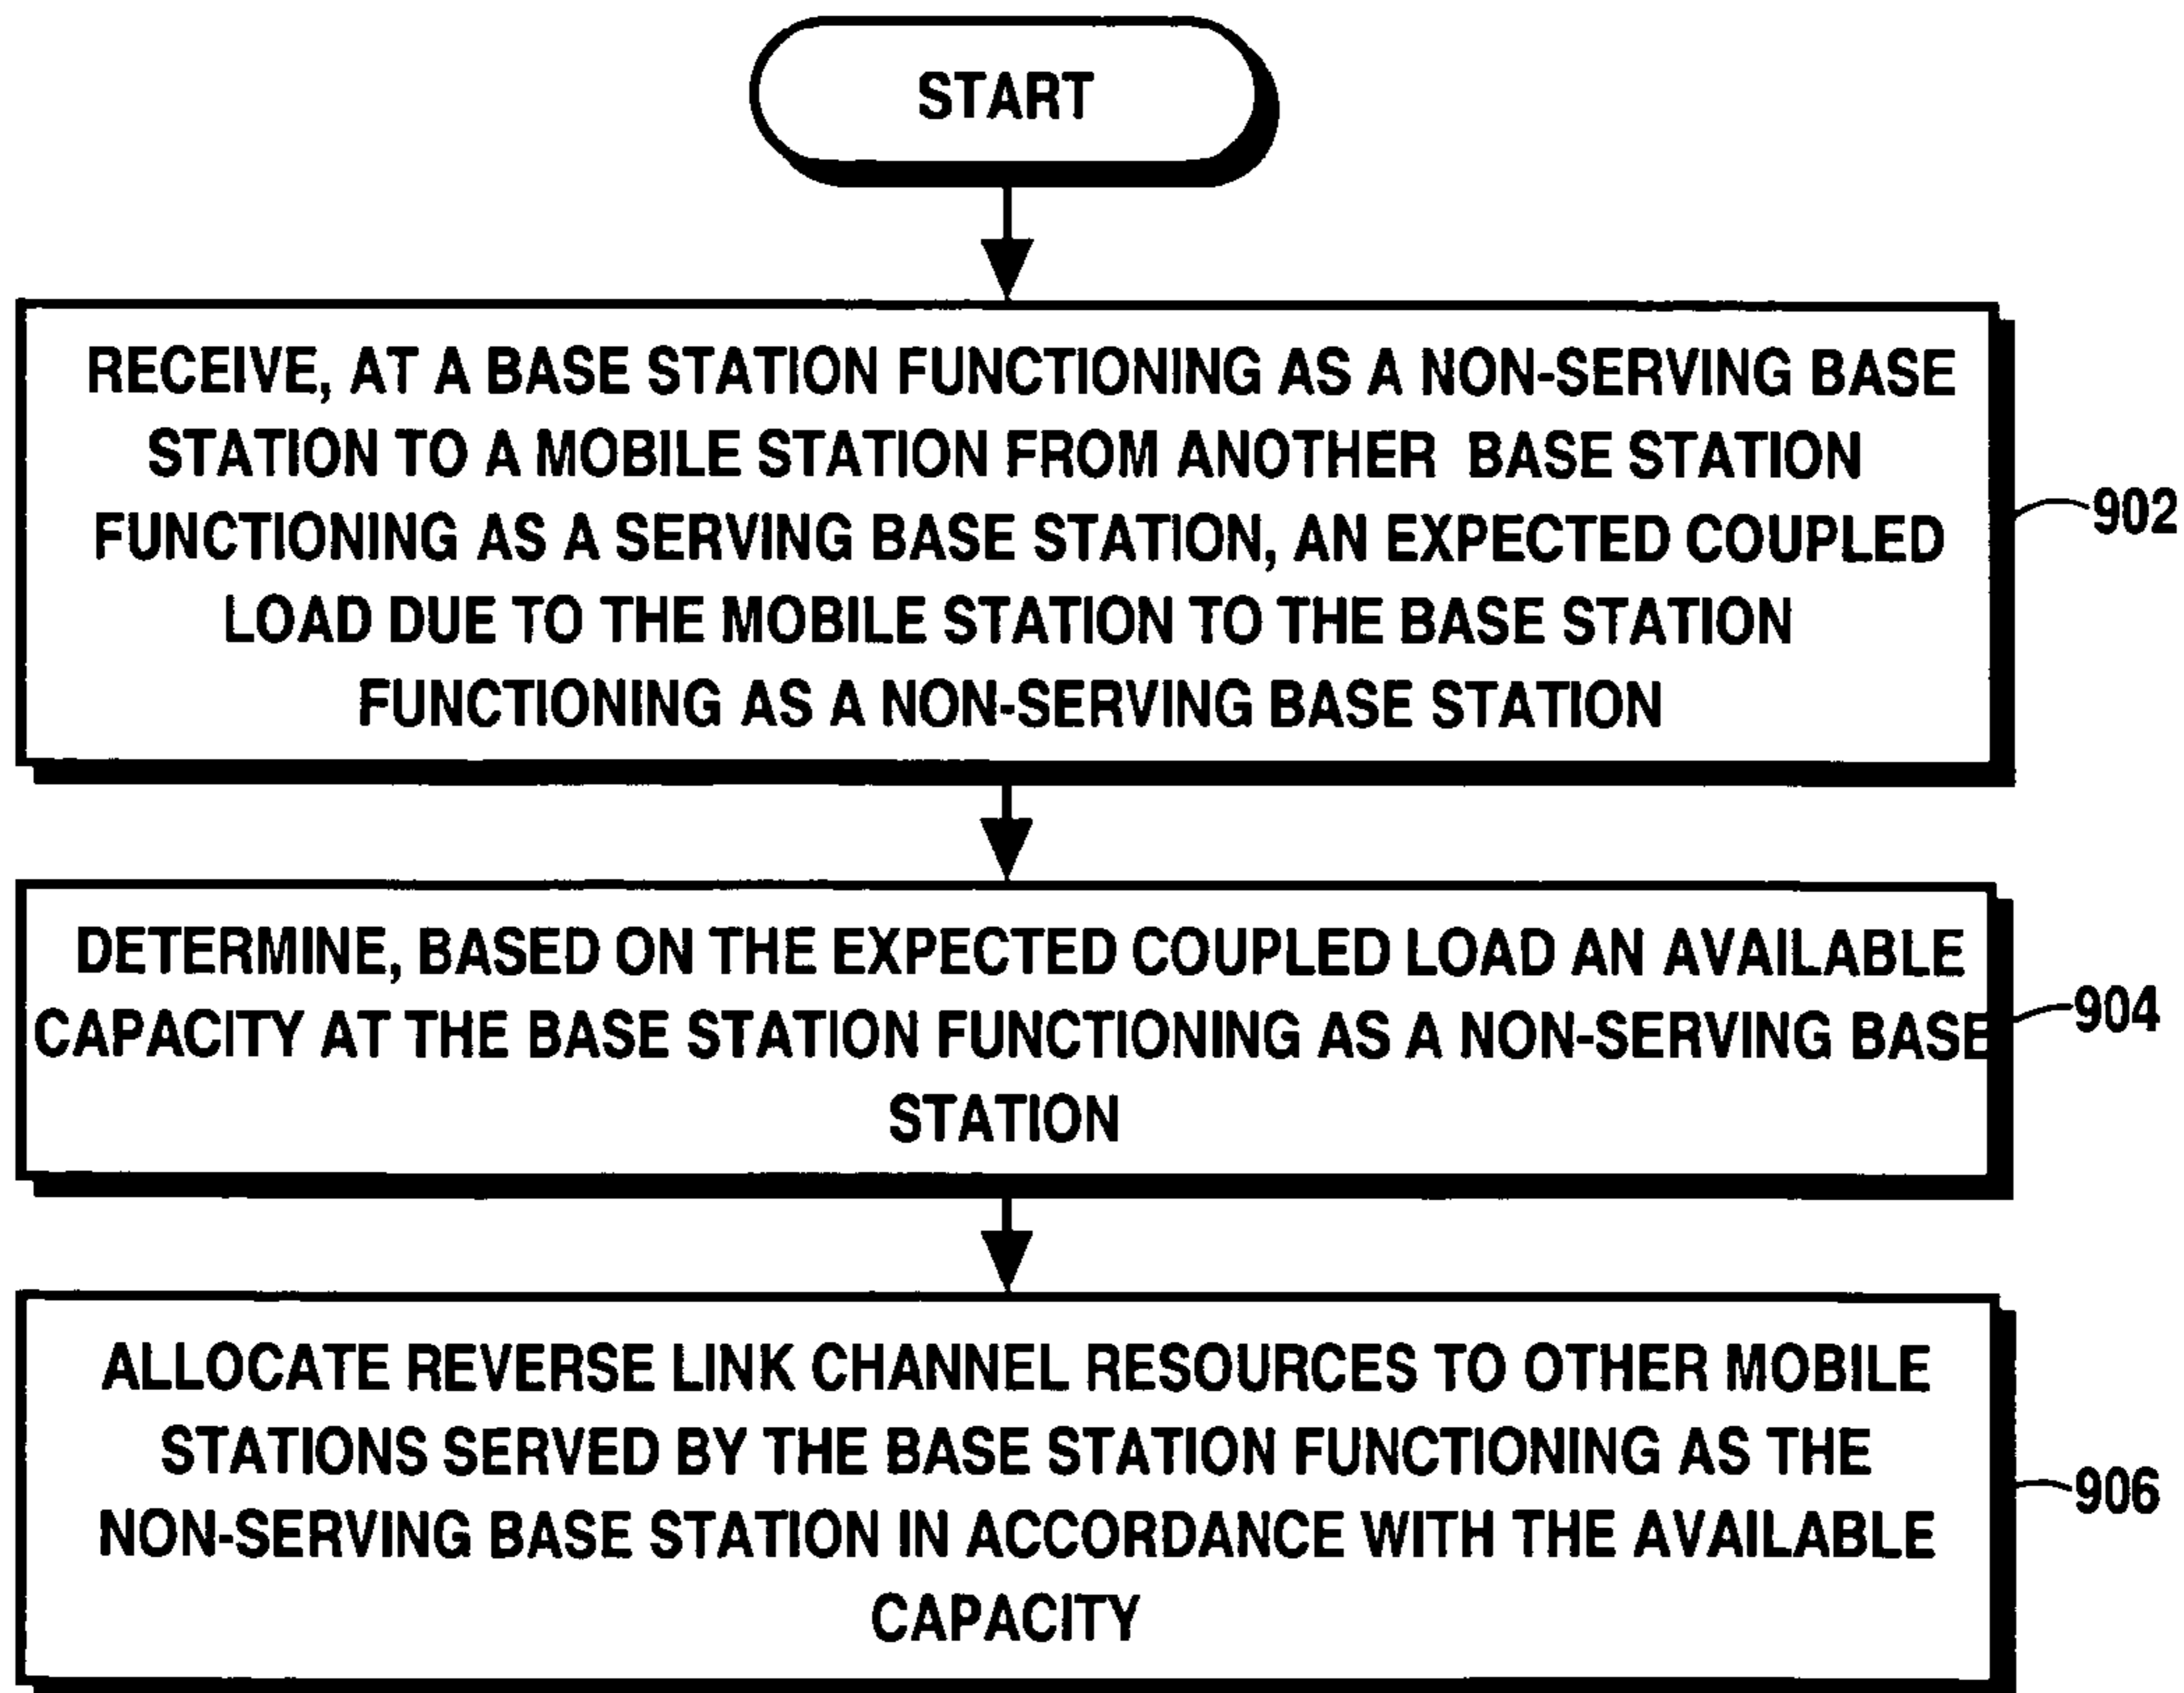 START
RECEIVE, AT A BASE STATION FUNCTIONING AS A NON-SERVING BASE
STATION TO A MOBILE STATION FROM ANOTHER BASE STATION
FUNCTIONING AS A SERVING BASE STATION, AN EXPECTED COUPLED
LOAD DUE TO THE MOBILE STATION TO THE BASE STATION
FUNCTIONING AS A NON-SERVING BASE STATION
902
DETERMINE, BASED ON THE EXPECTED COUPLED LOAD AN AVAILABLE
CAPACITY AT THE BASE STATION FUNCTIONING AS A NON-SERVING BASE
STATION
904
ALLOCATE REVERSE LINK CHANNEL RESOURCES TO OTHER MOBILE
STATIONS SERVED BY THE BASE STATION FUNCTIONING AS THE
NON-SERVING BASE STATION IN ACCORDANCE WITH THE AVAILABLE
CAPACITY
906